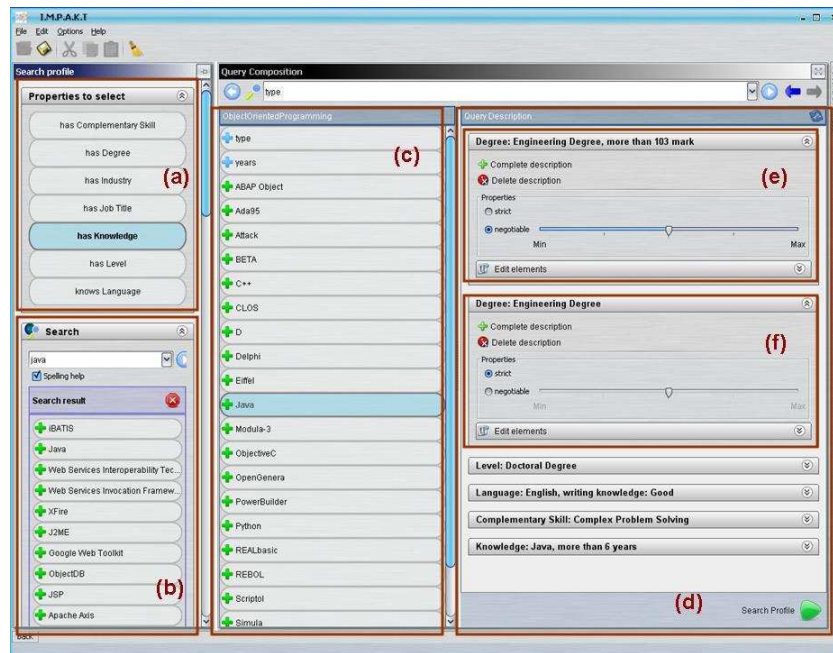 I.M.P.A.K.T
File Edit Options Help
Search profile
Properties to select
has Complementary Skill
has Degree
has Industry
(a)
has Job Title
has Knowledge
has Level
knows Language
Search
java
Spelling help
Search result
iBATIS
Java
Web Services Interoperability Tec...
Web Services Invocation Framew...
XFire
J2ME
Google Web Toolkit
ObjectDB
(b)
JSP
Apache Axis
Back
Query Composition
type
ObjectOrientedProgramming
type
(c)
years
ABAP Object
Ada95
Attack
BETA
C++
CLOS
D
Delphi
Eiffel
Java
Modula-3
ObjectiveC
OpenGenera
PowerBuilder
Python
REALbasic
REBOL
Scriptol
Simula
Query Description
Degree: Engineering Degree, more than 103 mark
Complete description
Delete description
(e)
Properties
strict
negotiable
Min Max
Edit elements
Degree: Engineering Degree
Complete description
Delete description
(f)
Properties
strict
negotiable
Min Max
Edit elements
Level: Doctoral Degree
Language: English, writing knowledge: Good
Complementary Skill: Complex Problem Solving
Knowledge: Java, more than 6 years
(d)
Search Profile